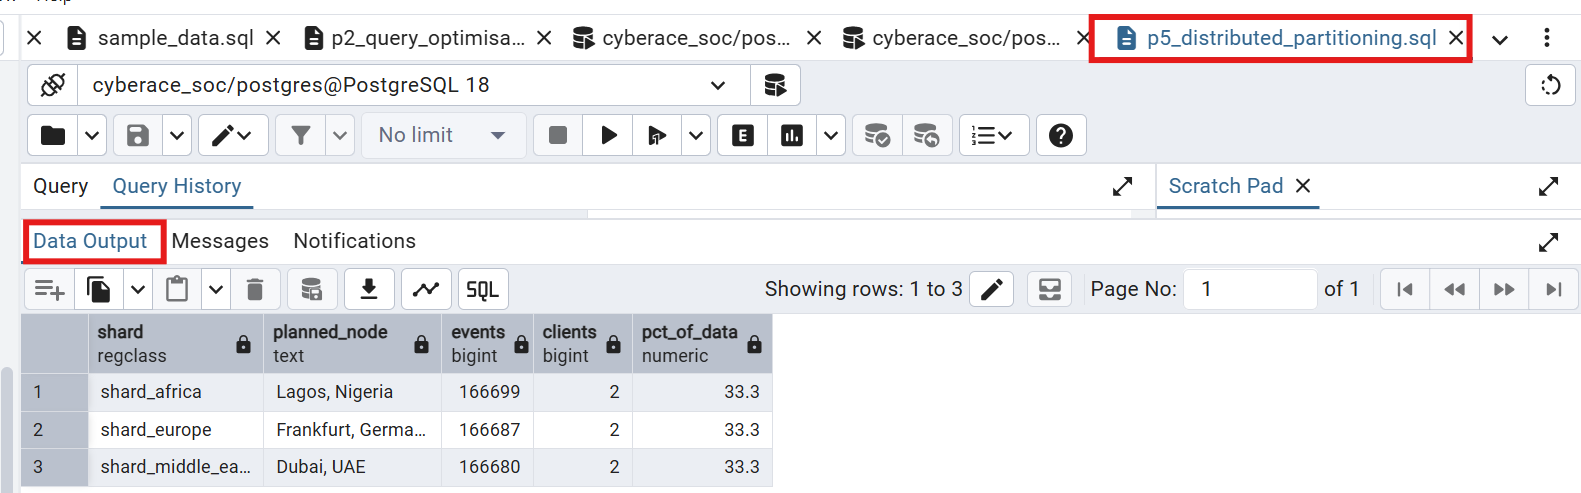 sample_data.sql p2_query_optimisa... cyberace_soc/pos... cyberace_soc/pos... p5_distributed_partitioning.sql
cyberace_soc/postgres@PostgreSQL 18
No limit E
Query Query History Scratch Pad
Data Output Messages Notifications
SQL Showing rows: 1 to 3 Page No: 1 of 1
shard planned_node events clients pct_of_data
regclass text bigint bigint numeric
1 shard_africa Lagos, Nigeria 166699 2 33.3
2 shard_europe Frankfurt, Germa... 166687 2 33.3
3 shard_middle_ea... Dubai, UAE 166680 2 33.3